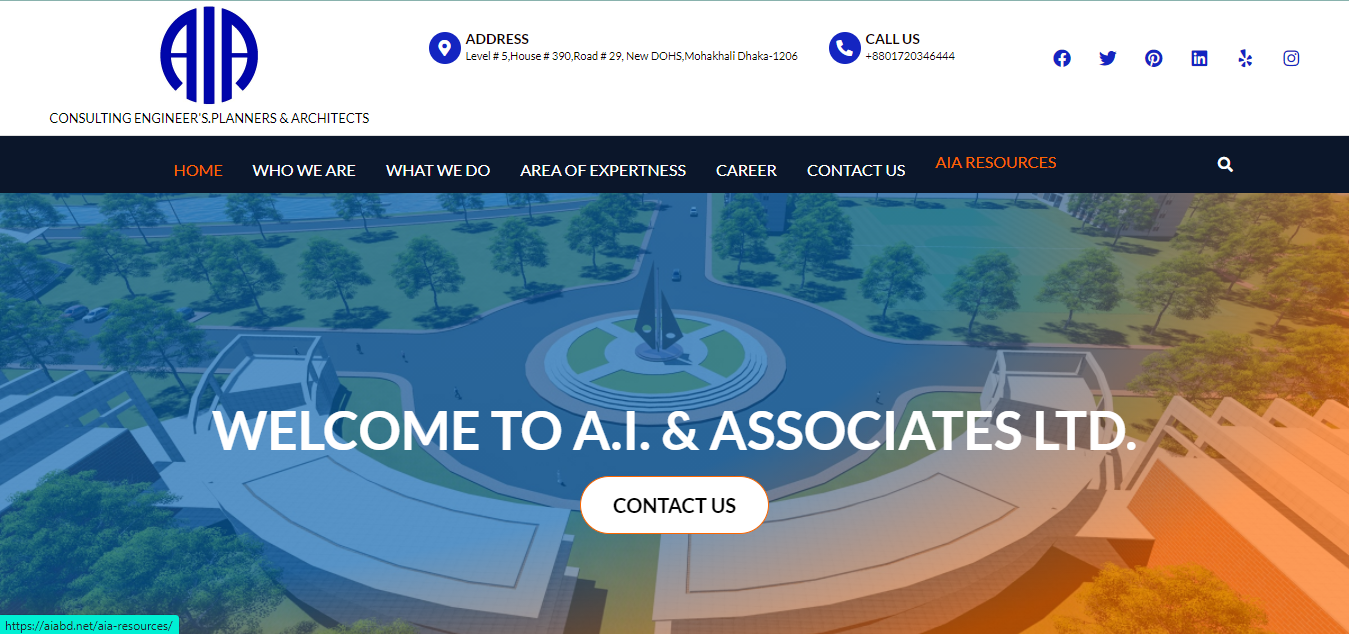 AIA
CONSULTING ENGINEER'S.PLANNERS & ARCHITECTS
ADDRESS
Level # 5,House # 390,Road # 29, New DOHS,Mohakhali Dhaka-1206
CALL US
+8801720346444
HOME WHO WE ARE WHAT WE DO AREA OF EXPERTNESS CAREER CONTACT US AIA RESOURCES
WELCOME TO A.I. & ASSOCIATES LTD.
CONTACT US
https://aiabd.net/aia-resources/